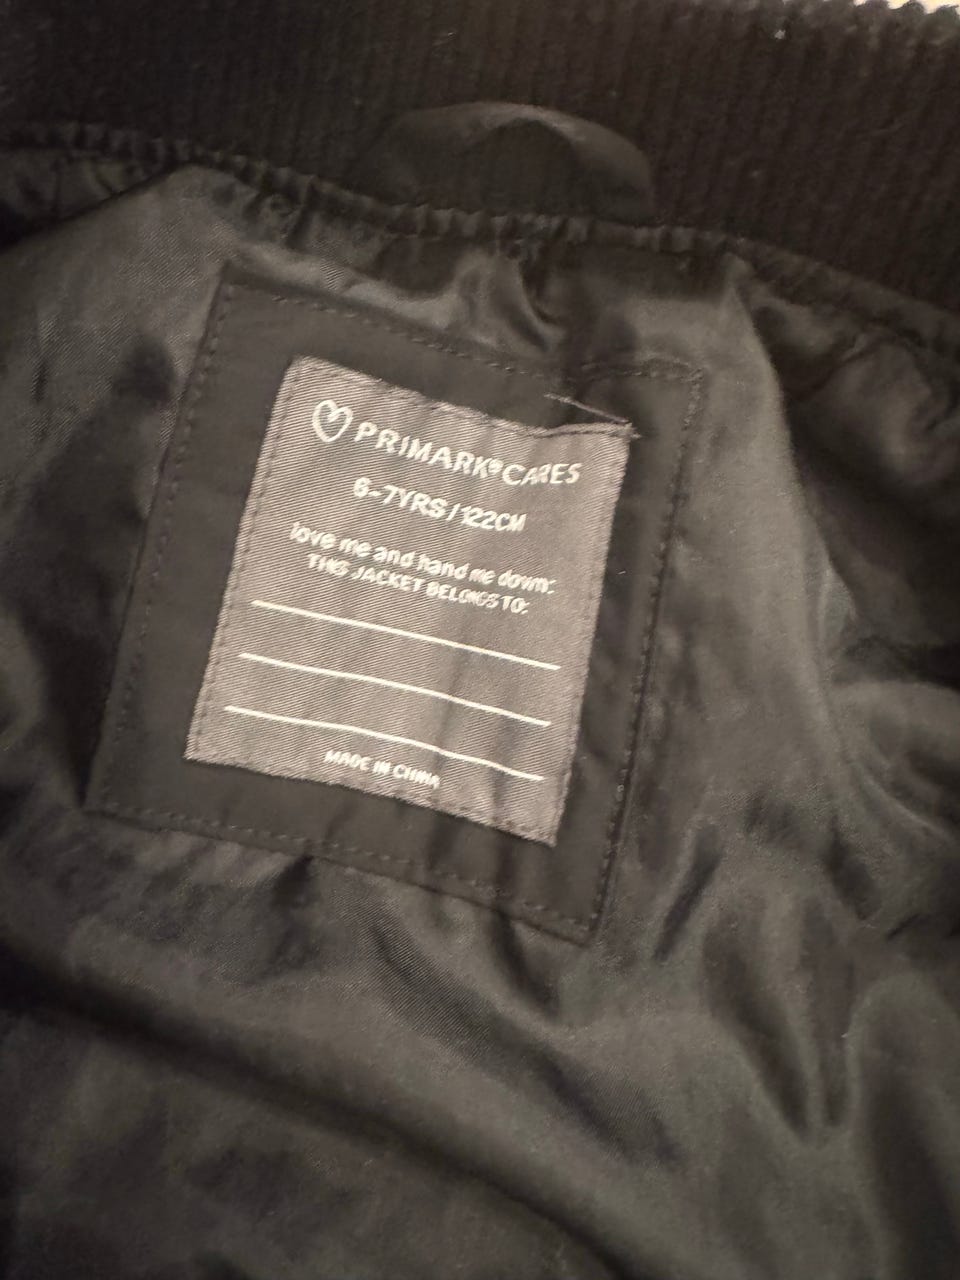 PRIMARK® CARES
6-7YRS/122CM
love me and hand me down:
THIS JACKET BELONGS TO:
MADE IN CHINA